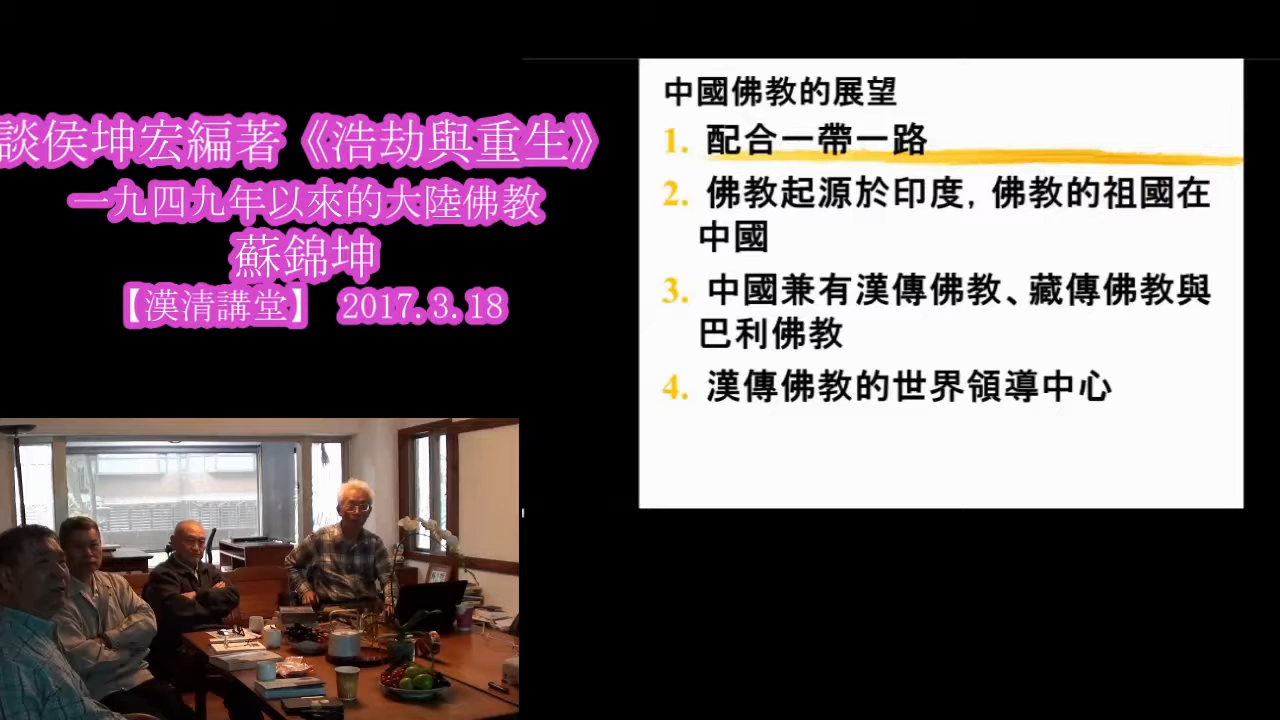 談侯坤宏編著《浩劫與重生》
一九四九年以來的大陸佛教
蘇錦坤
【漢清講堂】 2017.3.18
中國佛教的展望
1. 配合一帶一路
2. 佛教起源於印度,佛教的祖國在
中國
3. 中國兼有漢傳佛教、藏傳佛教與
巴利佛教
4. 漢傳佛教的世界領導中心